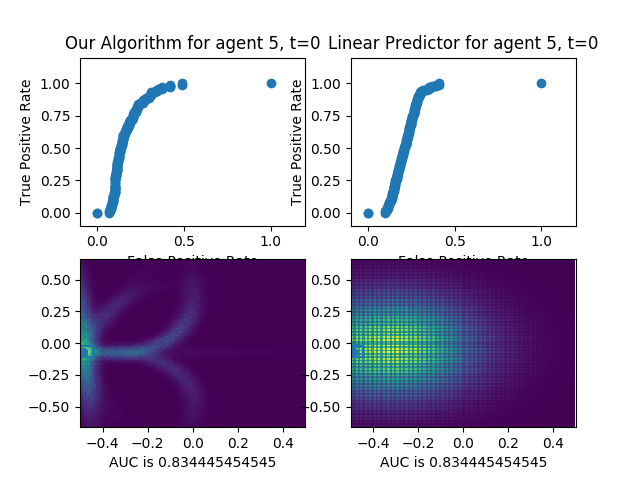 Our Algorithm for agent 5, t=0 Linear Predictor for agent 5, t=0
True Positive Rate
1.00
0.75
0.50
0.25
0.00
0.0 0.5 1.0
False Positive Rate
True Positive Rate
1.00
0.75
0.50
0.25
0.00
0.0 0.5 1.0
False Positive Rate
0.50
0.25
0.00
−0.25
−0.50
−0.4 −0.2 0.0 0.2 0.4
AUC is 0.834445454545
0.50
0.25
0.00
−0.25
−0.50
−0.4 −0.2 0.0 0.2 0.4
AUC is 0.834445454545